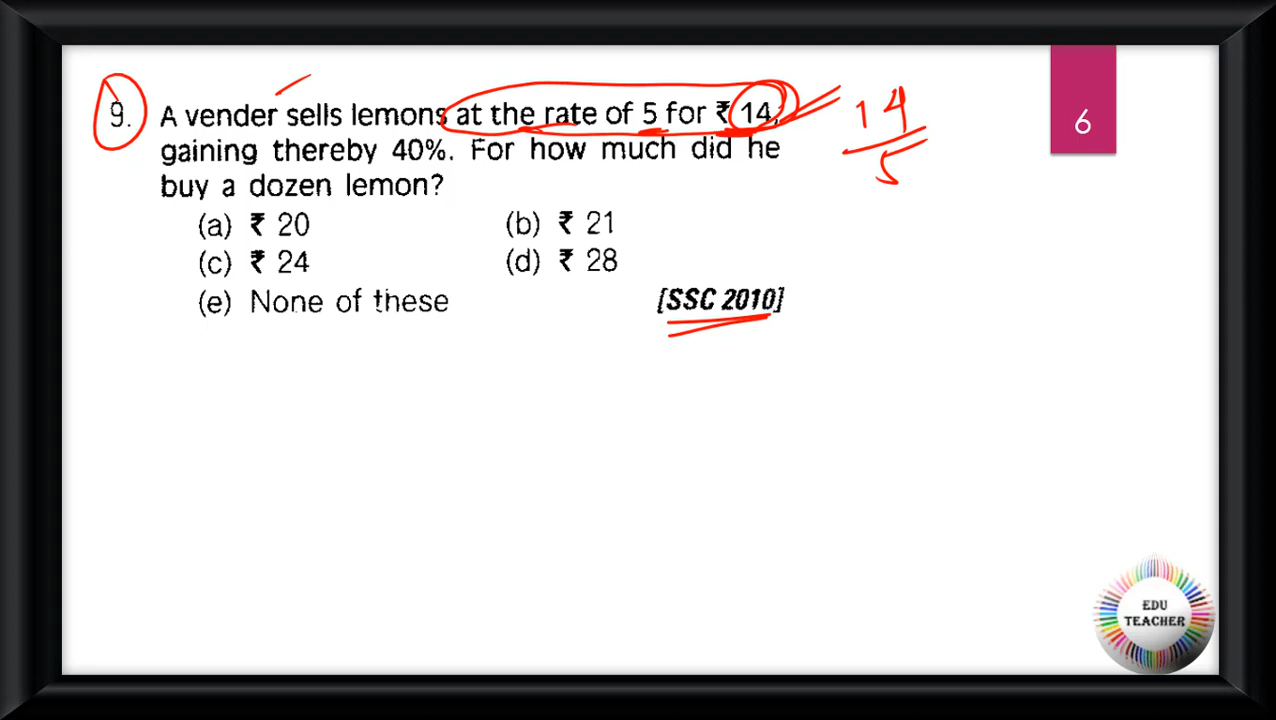 9. A vender sells lemons at the rate of 5 for ₹ 14,
gaining thereby 40%. For how much did he
buy a dozen lemon?
(a) ₹ 20 (b) ₹ 21
(c) ₹ 24 (d) ₹ 28
(e) None of these [SSC 2010]
14
5
6
EDU
TEACHER